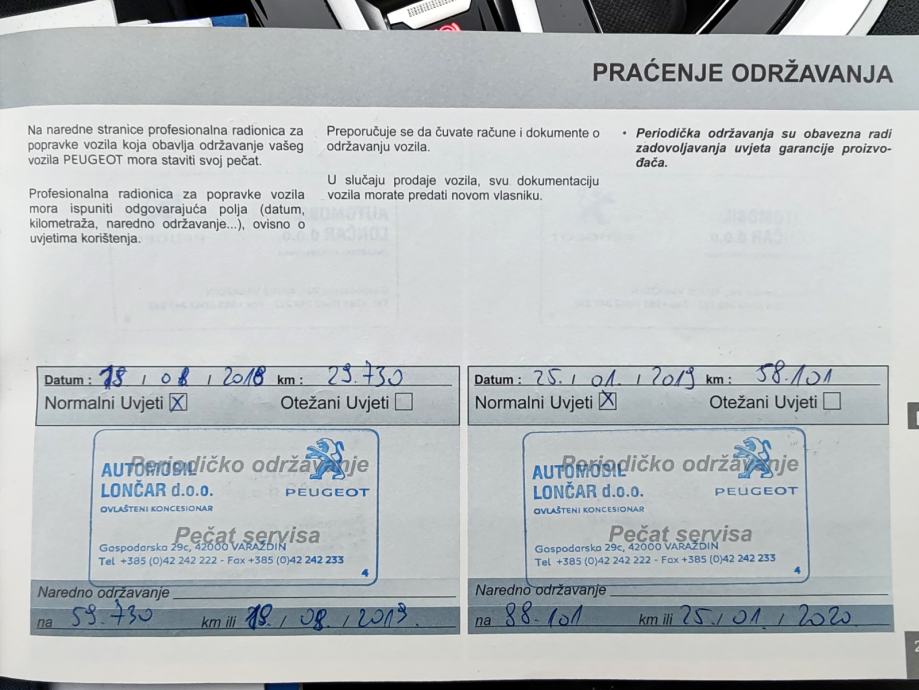 PRAĆENJE ODRŽAVANJA
Na naredne stranice profesionalna radionica za
popravke vozila koja obavlja održavanje vašeg
vozila PEUGEOT mora staviti svoj pečat.
Profesionalna radionica za popravke vozila
mora ispuniti odgovarajuća polja (datum,
kilometraža, naredno održavanje...), ovisno o
uvjetima korištenja.
Preporučuje se da čuvate račune i dokumente o
održavanju vozila.
U slučaju prodaje vozila, svu dokumentaciju
vozila morate predati novom vlasniku.
• Periodička održavanja su obavezna radi
zadovoljavanja uvjeta garancije proizvo-
đača.
Datum : 18 / 08 / 2018 km : 29.730
Normalni Uvjeti X Otežani Uvjeti
Periodičko održavanje
AUTOMOBIL
LONČAR d.o.o.
PEUGEOT
OVLAŠTENI KONCESIONAR
Pečat servisa
Gospodarska 29c, 42000 VARAŽDIN
Tel +385 (0)42 242 222 - Fax +385 (0)42 242 233
4
Naredno održavanje
na 59.730 km ili 18. / 08. / 2019.
Datum : 25. / 01. / 2019 km : 58.101
Normalni Uvjeti X Otežani Uvjeti
Periodičko održavanje
AUTOMOBIL
LONČAR d.o.o.
PEUGEOT
OVLAŠTENI KONCESIONAR
Pečat servisa
Gospodarska 29c, 42000 VARAŽDIN
Tel +385 (0)42 242 222 - Fax +385 (0)42 242 233
4
Naredno održavanje
na 88.101 km ili 25. / 01 / 2020.